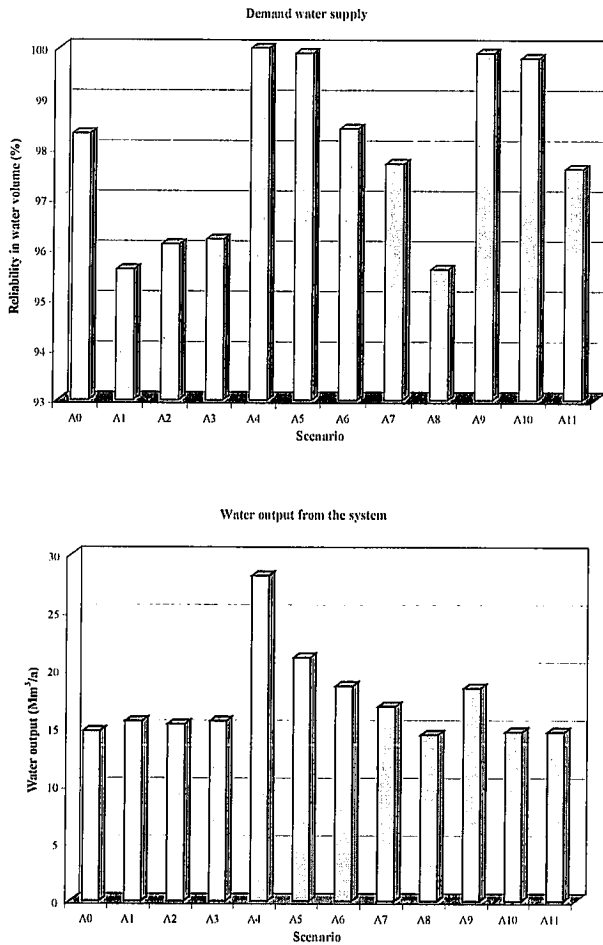 Demand water supply
Reliability in water volume (%)
100
99
98
97
96
95
94
93
A0 A1 A2 A3 A4 A5 A6 A7 A8 A9 A10 A11
Scenario
Water output from the system
Water output (Mm³/a)
30
25
20
15
10
5
0
A0 A1 A2 A3 A4 A5 A6 A7 A8 A9 A10 A11
Scenario